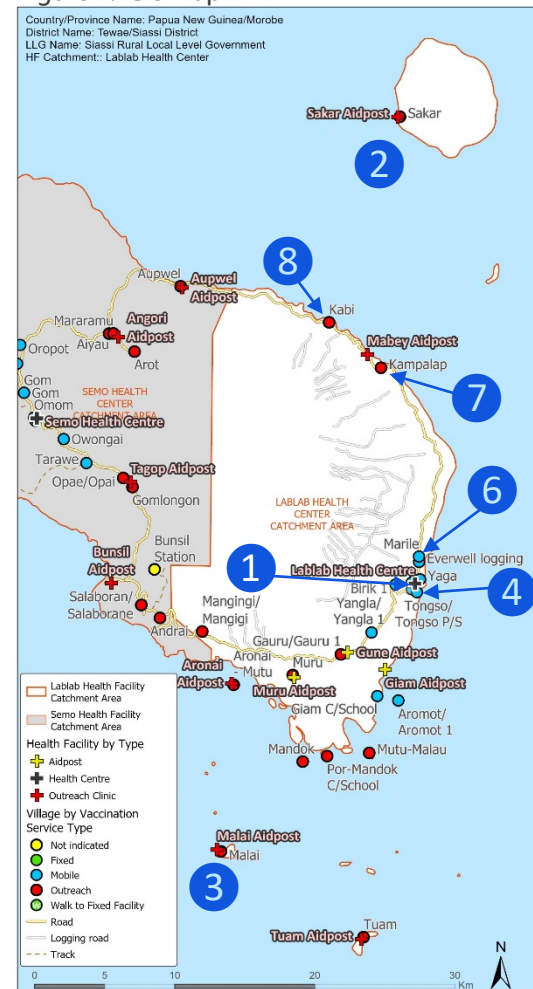 Country/Province Name: Papua New Guinea/Morobe
District Name: Tewae/Siassi District
LLG Name: Siassi Rural Local Level Government
HF Catchment:: Lablab Health Center
Sakar Aidpost
Sakar
2
8
Aupwel
Aupwel
Aidpost
Kabi
Mararamu
Angori
Aidpost
Aiyau
Arot
Oropot
Mabey Aidpost
Kampalap
7
Gom
Gom
Omom
SEMO HEALTH
CENTER
CATCHMENT AREA
Semo Health Centre
Owongai
Tarawe
Tagop Aidpost
Opae/Opai
Gomlongon
6
LABLAB HEALTH
CENTER
CATCHMENT AREA
Bunsil
Station
Bunsil
Aidpost
Marile
Everwell logging
1
Lablab Health Centre
Yaga
4
Birik 1
Salaboran/
Salaborane
Mangingi/
Mangigi
Yangla/
Yangla 1
Tongso/
Tongso P/S
Andraj
Gauru/Gauru 1
Gune Aidpost
Aronai
Aidpost
Aronai
Mutu
Muru
Muru Aidpost
Giam Aidpost
Giam C/School
Aromot/
Aromot 1
Mandok
Mutu-Malau
Por-Mandok
C/School
Malai Aidpost
Malai
3
Tuam Aidpost
Tuam
Lablab Health Facility
Catchment Area
Semo Health Facility
Catchment Area
Health Facility by Type
Aidpost
Health Centre
Outreach Clinic
Village by Vaccination
Service Type
Not indicated
Fixed
Mobile
Outreach
W
Walk to Fixed Facility
Road
Logging road
Track
N
0 5 10 20 30
Km